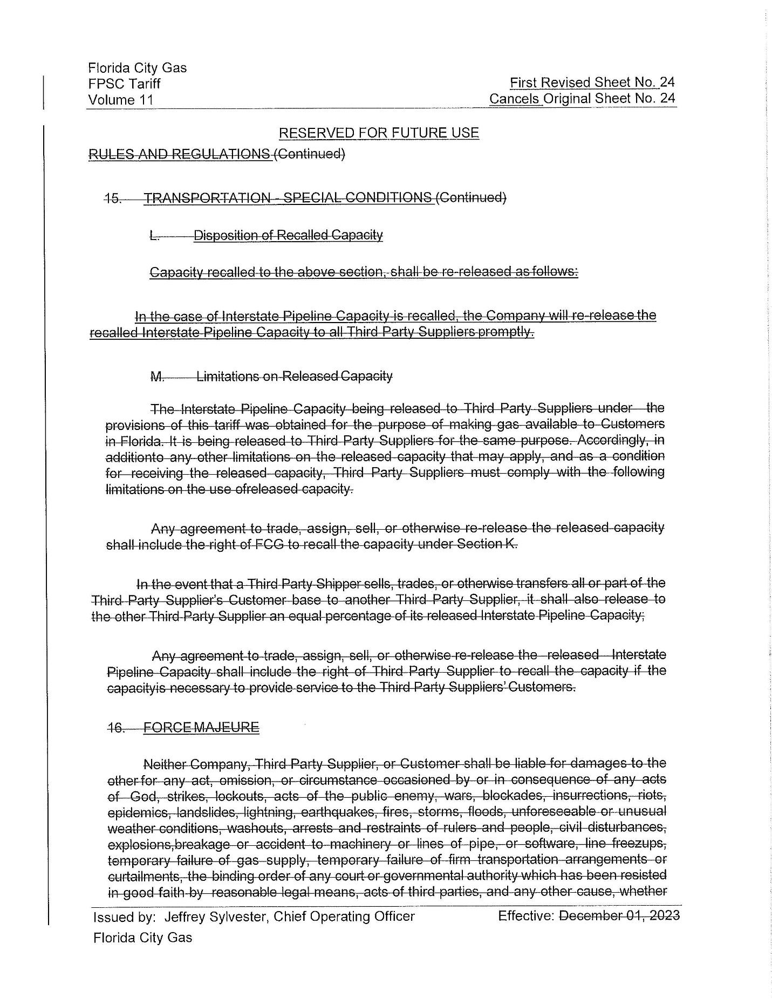 Florida City Gas
FPSC Tariff
First Revised Sheet No. 24
Volume 11
Cancels Original Sheet No. 24
RESERVED FOR FUTURE USE
RULES AND REGULATIONS (Continued)
15. TRANSPORTATION - SPECIAL CONDITIONS (Continued)
L. Disposition of Recalled Capacity
Capacity recalled to the above section, shall be re-released as follows:
In the case of Interstate Pipeline Capacity is recalled, the Company will re-release the
recalled Interstate Pipeline Capacity to all Third Party Suppliers promptly.
M. Limitations on Released Capacity
The Interstate Pipeline Capacity being released to Third Party Suppliers under the
provisions of this tariff was obtained for the purpose of making gas available to Customers
in Florida. It is being released to Third Party Suppliers for the same purpose. Accordingly, in
additionto any other limitations on the released capacity that may apply, and as a condition
for receiving the released capacity, Third Party Suppliers must comply with the following
limitations on the use ofreleased capacity.
Any agreement to trade, assign, sell, or otherwise re-release the released capacity
shall include the right of FCG to recall the capacity under Section K.
In the event that a Third Party Shipper sells, trades, or otherwise transfers all or part of the
Third Party Supplier's Customer base to another Third Party Supplier, it shall also release to
the other Third Party Supplier an equal percentage of its released Interstate Pipeline Capacity;
Any agreement to trade, assign, sell, or otherwise re-release the released Interstate
Pipeline Capacity shall include the right of Third Party Supplier to recall the capacity if the
capacityis necessary to provide service to the Third Party Suppliers' Customers.
16. FORCE MAJEURE
Neither Company, Third Party Supplier, or Customer shall be liable for damages to the
other for any act, omission, or circumstance occasioned by or in consequence of any acts
of God, strikes, lockouts, acts of the public enemy, wars, blockades, insurrections, riots,
epidemics, landslides, lightning, earthquakes, fires, storms, floods, unforeseeable or unusual
weather conditions, washouts, arrests and restraints of rulers and people, civil disturbances,
explosions,breakage or accident to machinery or lines of pipe, or software, line freezups,
temporary failure of gas supply, temporary failure of firm transportation arrangements or
curtailments, the binding order of any court or governmental authority which has been resisted
in good faith by reasonable legal means, acts of third parties, and any other cause, whether
Issued by: Jeffrey Sylvester, Chief Operating Officer
Effective: December 01, 2023
Florida City Gas